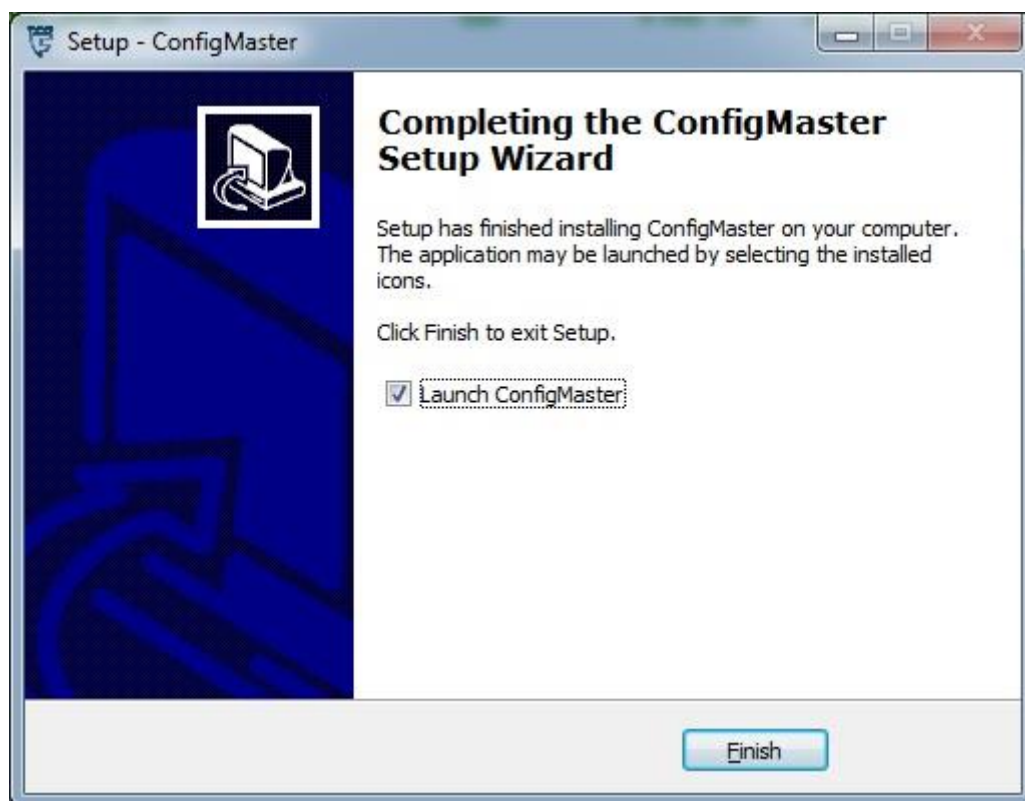 Setup - ConfigMaster
Completing the ConfigMaster
Setup Wizard
Setup has finished installing ConfigMaster on your computer.
The application may be launched by selecting the installed
icons.
Click Finish to exit Setup.
Launch ConfigMaster
Finish